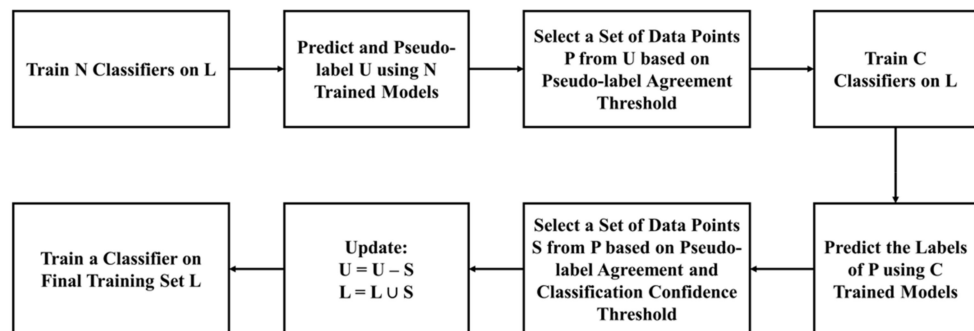 Train N Classifiers on L
Predict and Pseudo-
label U using N
Trained Models
Select a Set of Data Points
P from U based on
Pseudo-label Agreement
Threshold
Train C
Classifiers on L
Predict the Labels
of P using C
Trained Models
Select a Set of Data Points
S from P based on Pseudo-
label Agreement and
Classification Confidence
Threshold
Update:
U = U – S
L = L ∪ S
Train a Classifier on
Final Training Set L